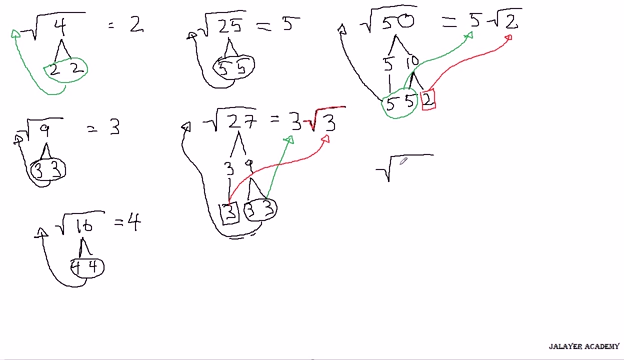 √4 = 2
2 2
√25 = 5
5 5
√50 = 5√2
5 10
5 5 2
√9 = 3
3 3
√27 = 3√3
3 9
3 3 3
√16 = 4
4 4
√
JALAYER ACADEMY